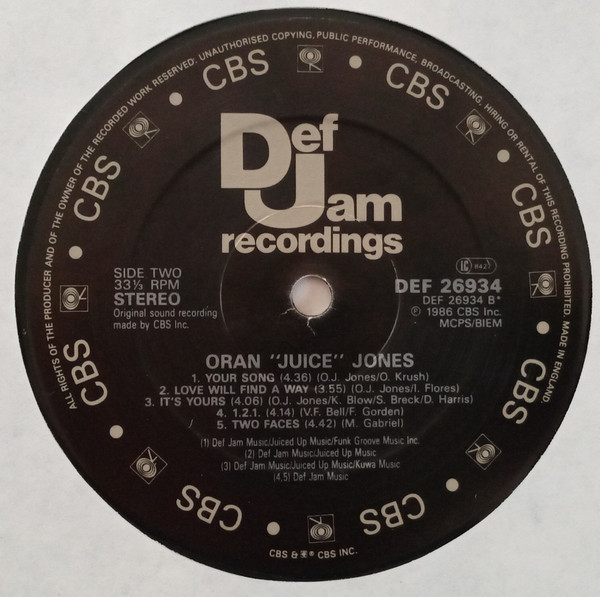 ALL RIGHTS OF THE PRODUCER AND OF THE OWNER OF THE RECORDED WORK RESERVED. UNAUTHORISED COPYING, PUBLIC PERFORMANCE, BROADCASTING, HIRING OR RENTAL OF THIS RECORDING PROHIBITED. MADE IN ENGLAND.
CBS
CBS
CBS
CBS
CBS
CBS
CBS
CBS
Def
Jam
recordings
SIDE TWO
33⅓ RPM
STEREO
Original sound recording
made by CBS Inc.
LC
DEF 26934
DEF 26934 B*
℗ 1986 CBS Inc.
MCPS/BIEM
ORAN "JUICE" JONES
1. YOUR SONG (4.36) (O.J. Jones/O. Krush)
2. LOVE WILL FIND A WAY (3.55) (O.J. Jones/I. Flores)
3. IT'S YOURS (4.06) (O.J. Jones/K. Blow/S. Breck/D. Harris)
4. 1.2.1. (4.14) (V.F. Bell/F. Gorden)
5. TWO FACES (4.42) (M. Gabriel)
(1) Def Jam Music/Juiced Up Music/Funk Groove Music Inc.
(2) Def Jam Music/Juiced Up Music
(3) Def Jam Music/Juiced Up Music/Kuwa Music
(4,5) Def Jam Music
CBS & ® CBS INC.